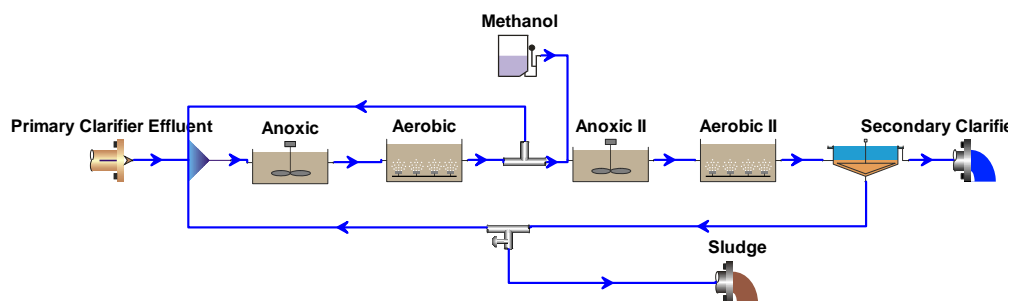 Methanol
Primary Clarifier Effluent
Anoxic
Aerobic
Anoxic II
Aerobic II
Secondary Clarifie
Sludge